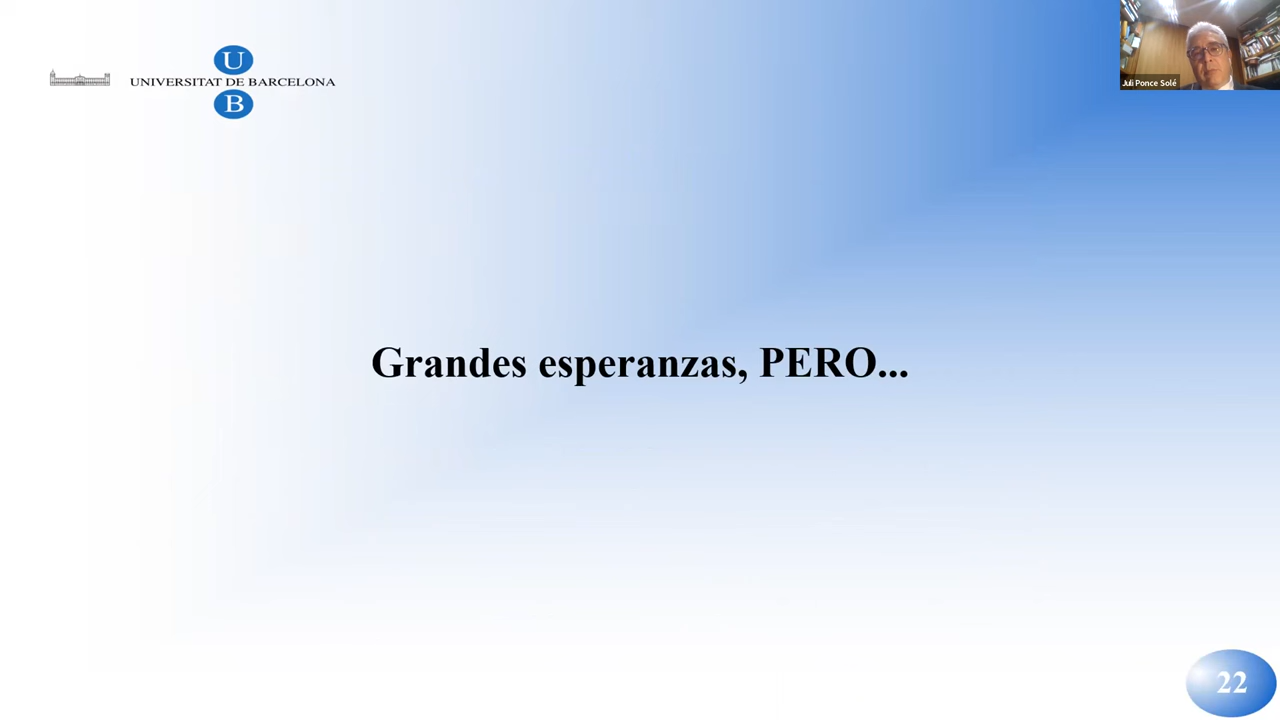 U
UNIVERSITAT DE BARCELONA
B
Juli Ponce Solé
Grandes esperanzas, PERO...
22